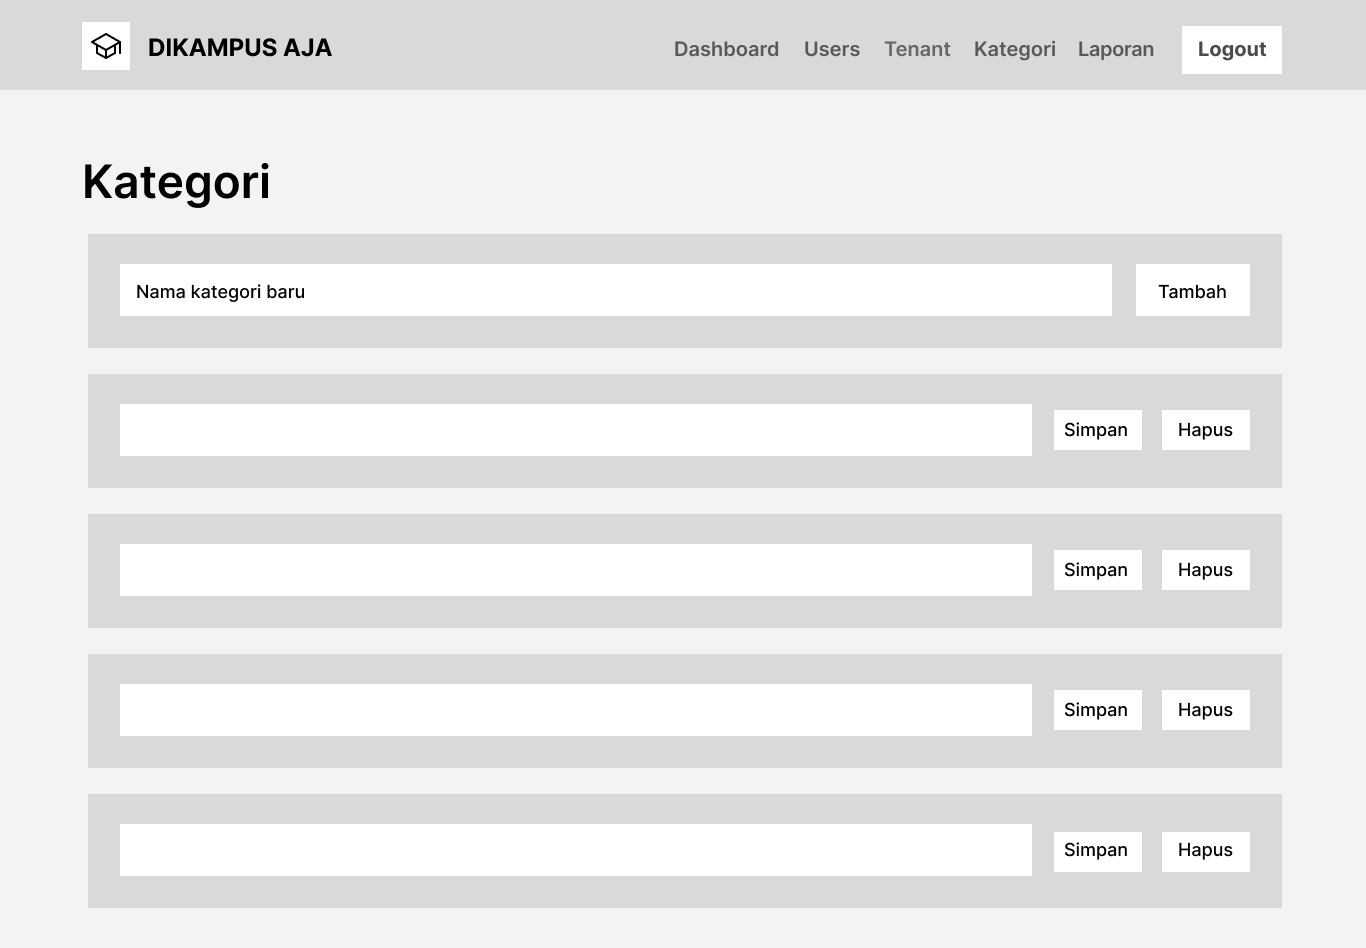 DIKAMPUS AJA
Dashboard Users Tenant Kategori Laporan Logout
Kategori
Nama kategori baru Tambah
Simpan Hapus
Simpan Hapus
Simpan Hapus
Simpan Hapus